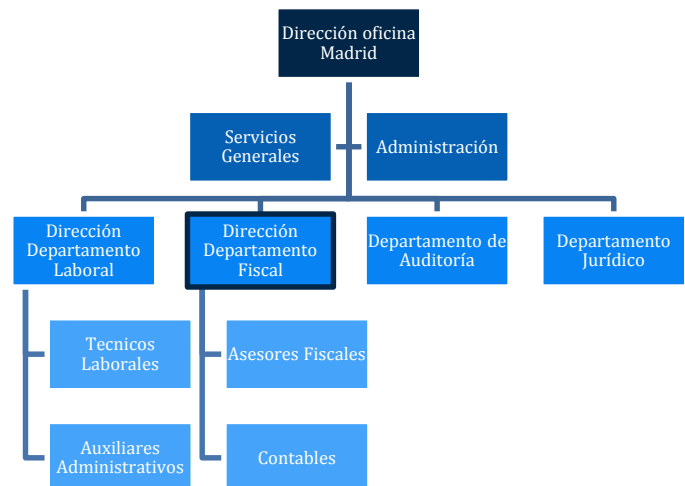 Dirección oficina
Madrid
Servicios
Generales
Administración
Dirección
Departamento
Laboral
Dirección
Departamento
Fiscal
Departamento de
Auditoría
Departamento
Jurídico
Tecnicos
Laborales
Asesores Fiscales
Auxiliares
Administrativos
Contables